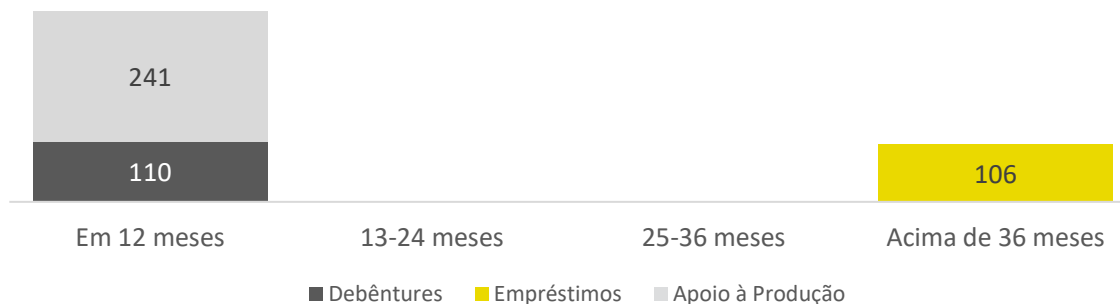 241
110
106
Em 12 meses
13-24 meses
25-36 meses
Acima de 36 meses
Debêntures
Empréstimos
Apoio à Produção